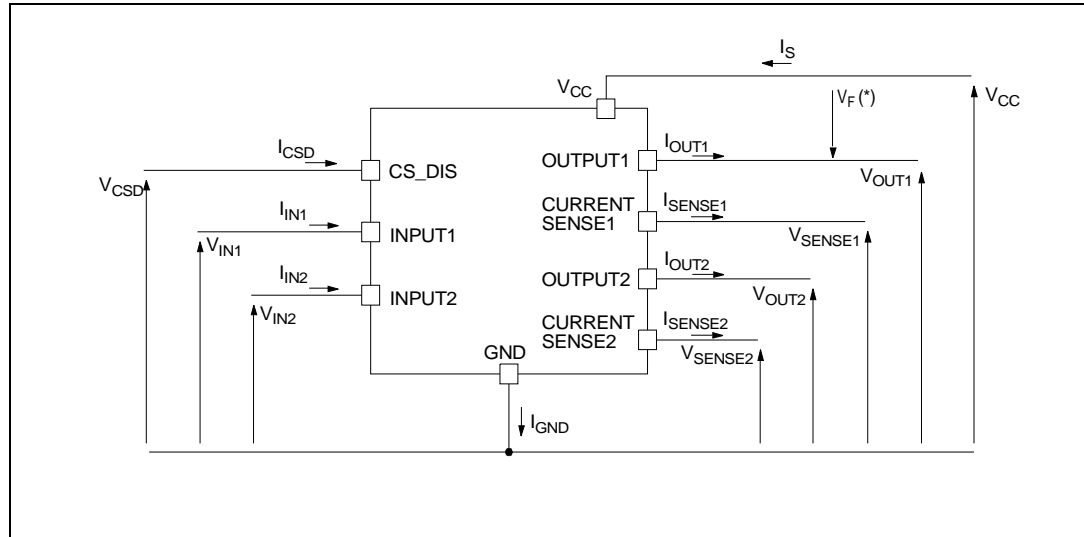 I_S
V_CC
V_F (*)
V_CC
I_CSD
CS_DIS
V_CSD
I_IN1
INPUT1
V_IN1
I_IN2
INPUT2
V_IN2
OUTPUT1
I_OUT1
V_OUT1
CURRENT
SENSE1
I_SENSE1
V_SENSE1
OUTPUT2
I_OUT2
V_OUT2
CURRENT
SENSE2
I_SENSE2
V_SENSE2
GND
I_GND